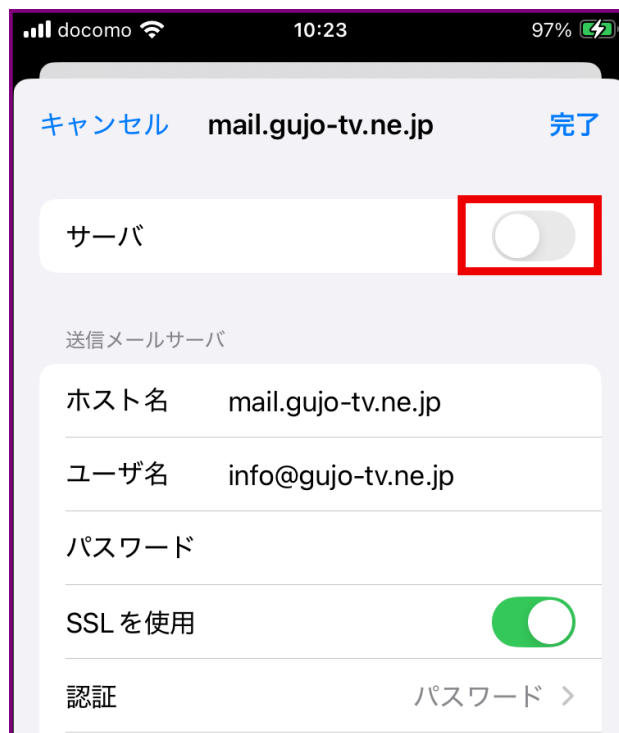 docomo 10:23 97%
キャンセル mail.gujo-tv.ne.jp 完了
サーバ
送信メールサーバ
ホスト名 mail.gujo-tv.ne.jp
ユーザ名 info@gujo-tv.ne.jp
パスワード
SSLを使用
認証 パスワード